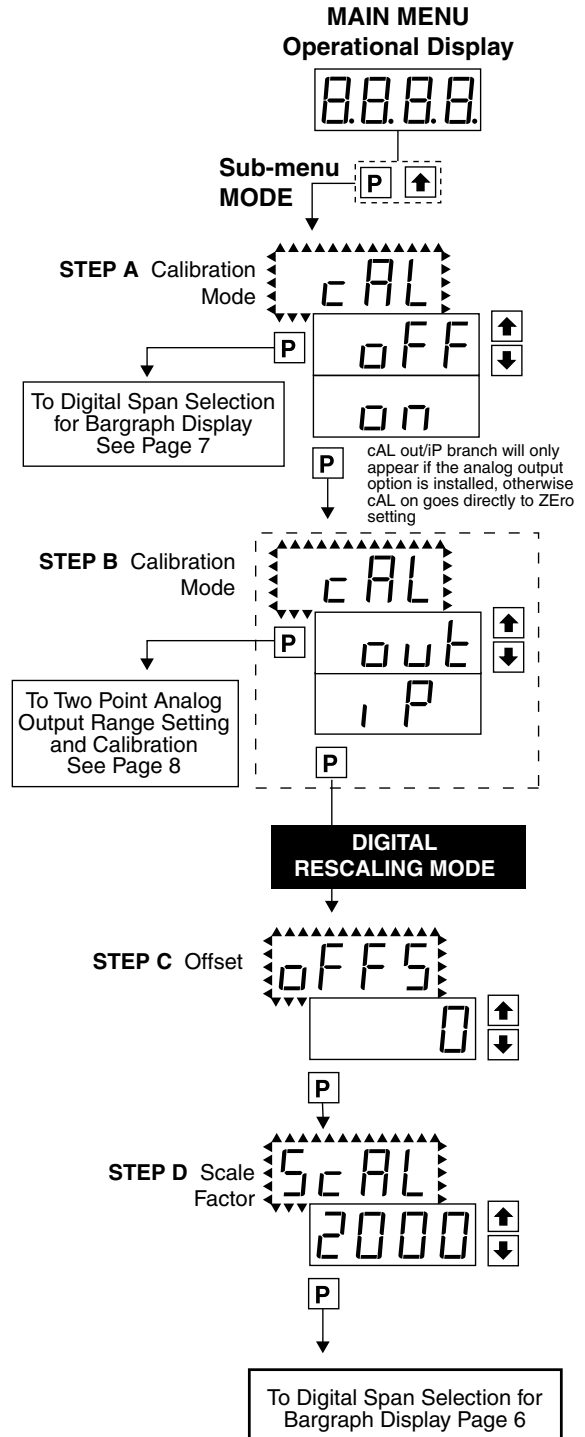 MAIN MENU
Operational Display
8.8.8.8.
Sub-menu
MODE
P
STEP A Calibration
Mode
cAL
oFF
on
P
To Digital Span Selection
for Bargraph Display
See Page 7
P
cAL out/iP branch will only
appear if the analog output
option is installed, otherwise
cAL on goes directly to ZEro
setting
STEP B Calibration
Mode
cAL
out
iP
P
To Two Point Analog
Output Range Setting
and Calibration
See Page 8
P
DIGITAL
RESCALING MODE
STEP C Offset
oFFS
0
P
STEP D Scale
Factor
ScAL
2000
P
To Digital Span Selection for
Bargraph Display Page 6